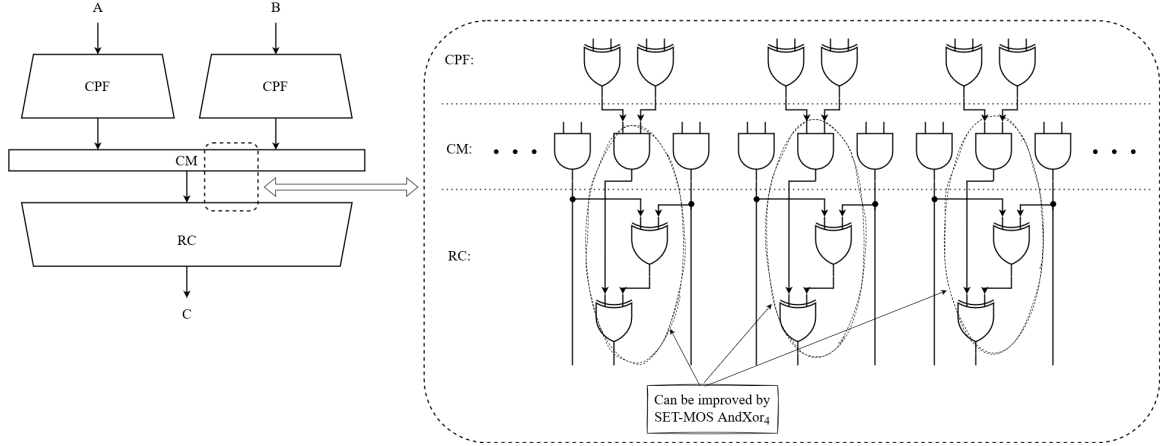 A
B
CPF
CPF
CM
RC
C
CPF:
CM:
RC:
Can be improved by
SET-MOS AndXor₄